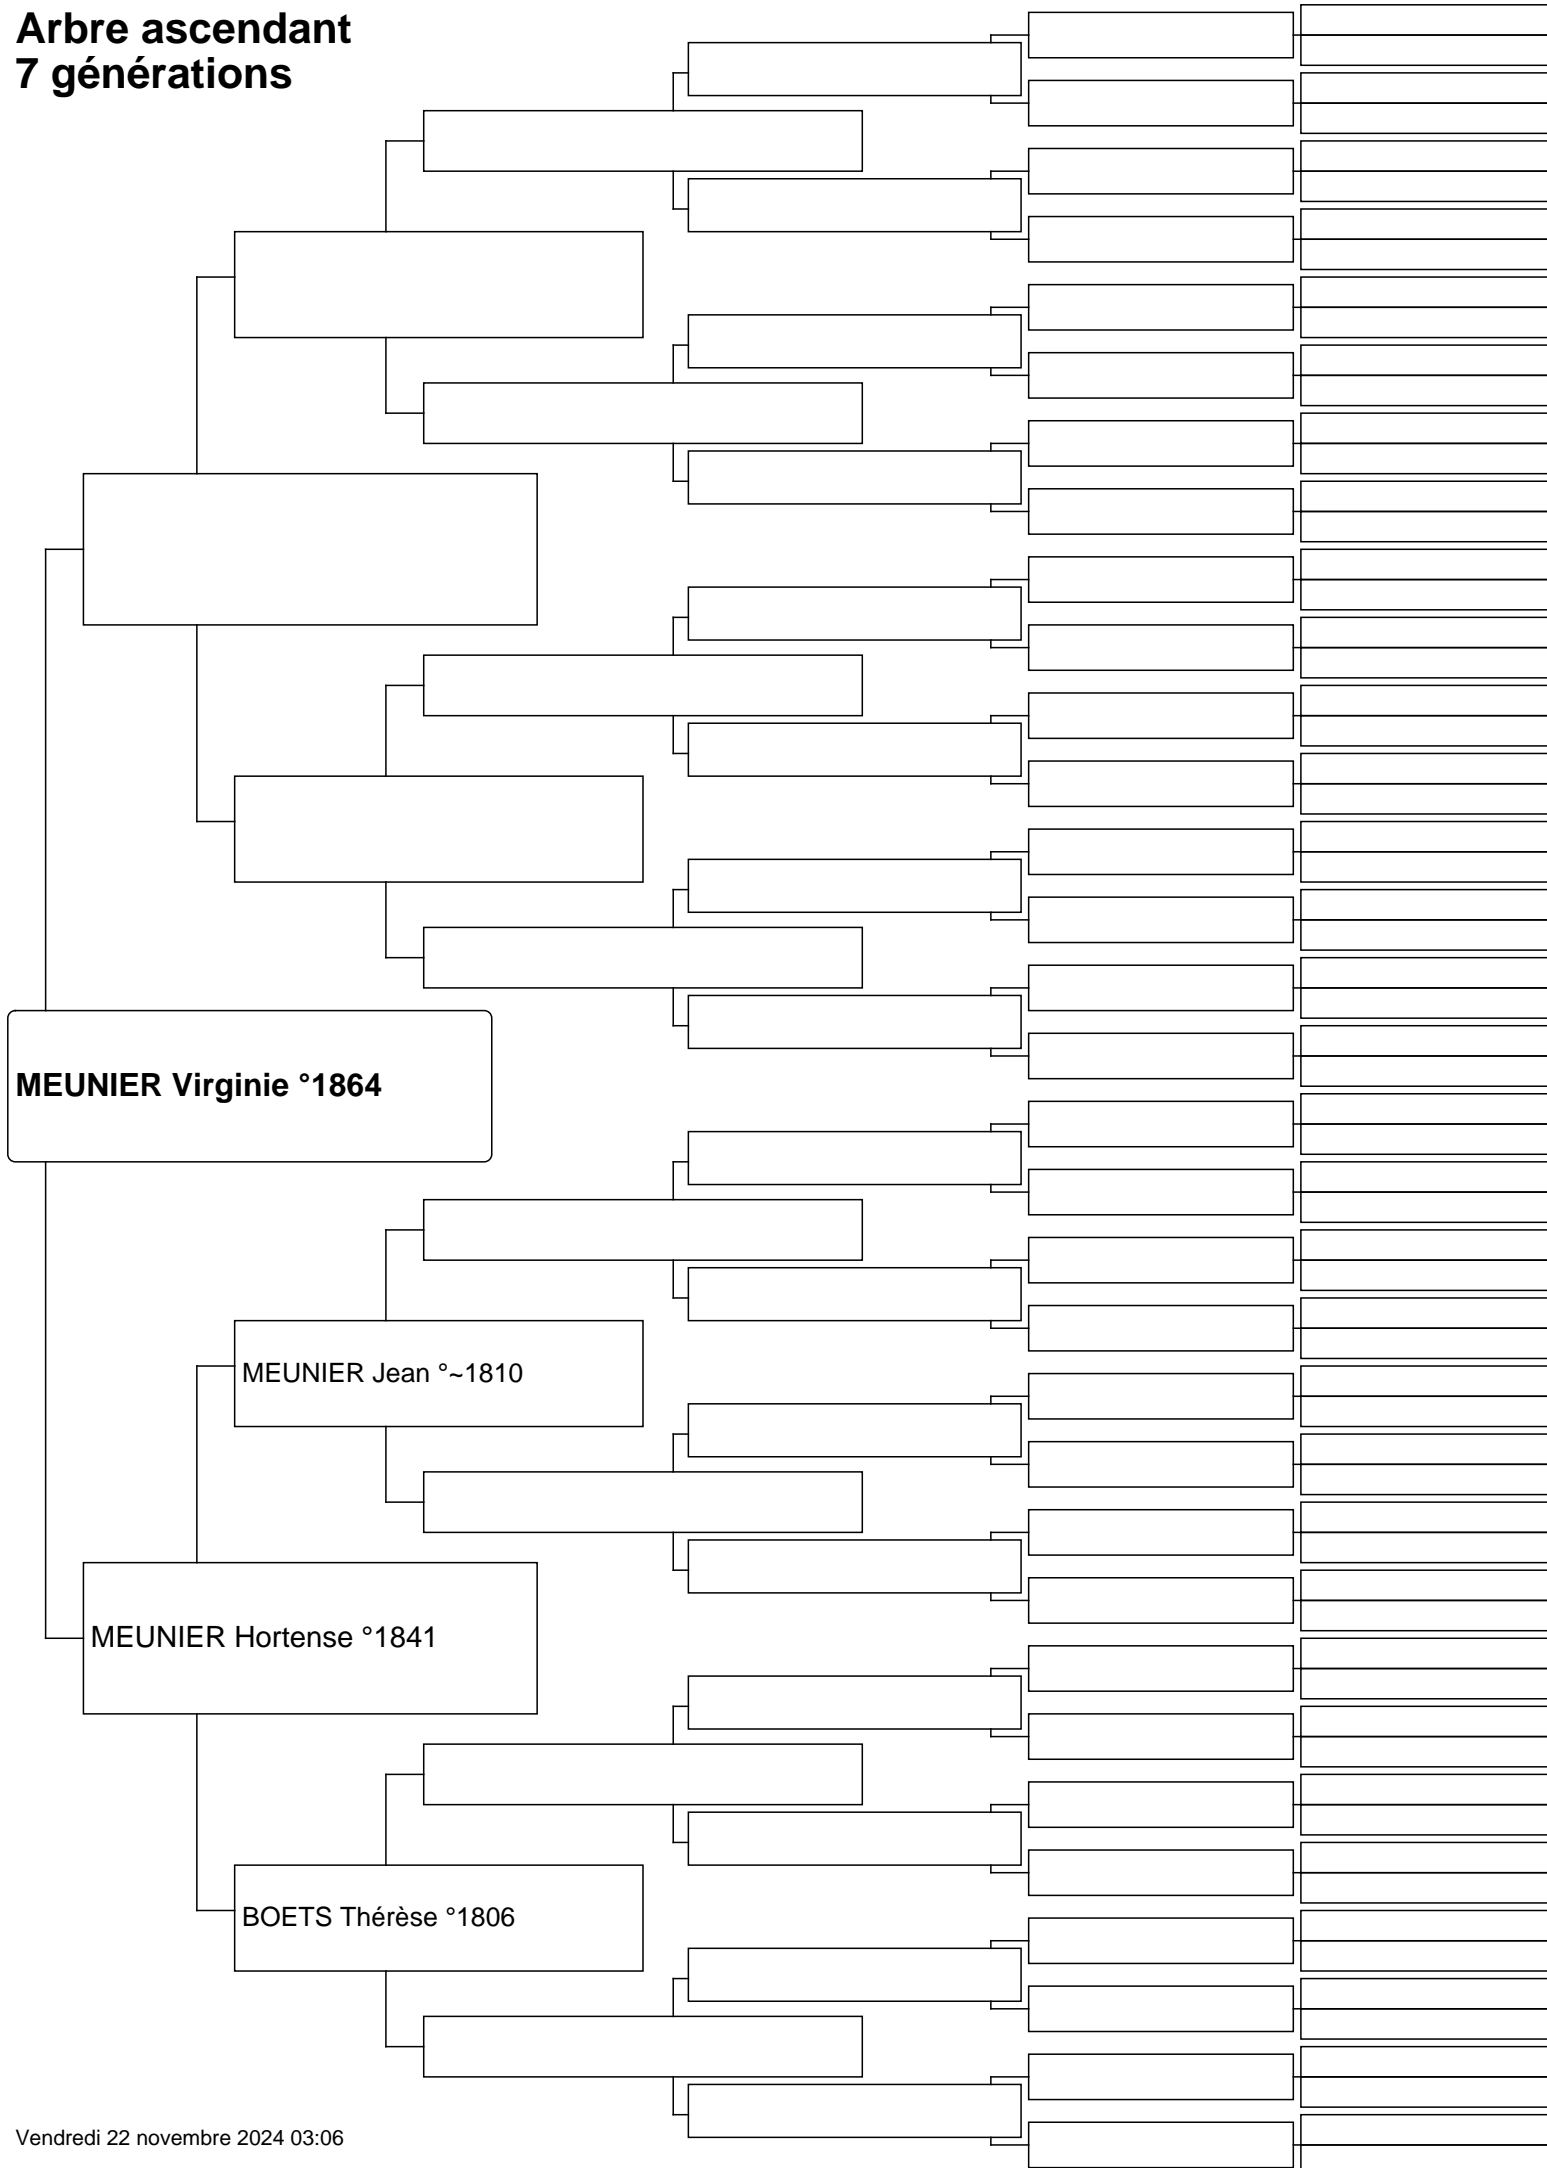 Arbre ascendant
7 générations
MEUNIER Virginie °1864
MEUNIER Jean °~1810
MEUNIER Hortense °1841
BOETS Thérèse °1806
Vendredi 22 novembre 2024 03:06